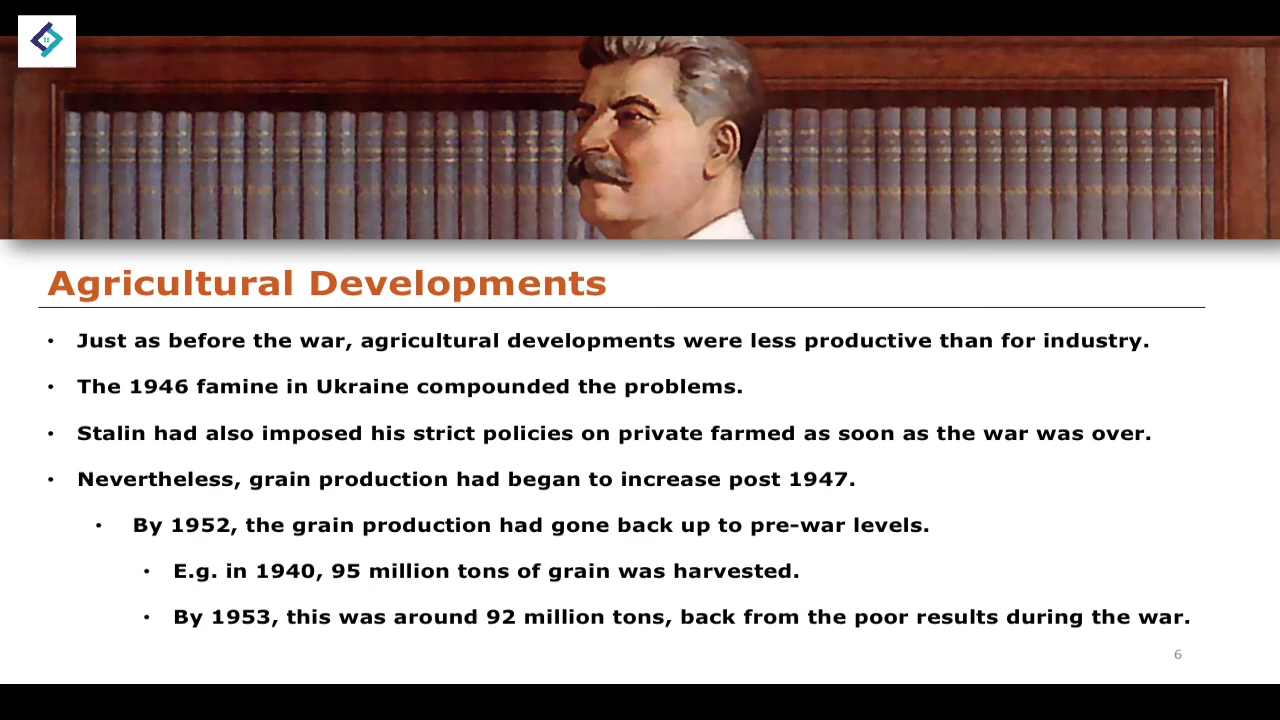 Agricultural Developments
• Just as before the war, agricultural developments were less productive than for industry.
• The 1946 famine in Ukraine compounded the problems.
• Stalin had also imposed his strict policies on private farmed as soon as the war was over.
• Nevertheless, grain production had began to increase post 1947.
• By 1952, the grain production had gone back up to pre-war levels.
• E.g. in 1940, 95 million tons of grain was harvested.
• By 1953, this was around 92 million tons, back from the poor results during the war.
6